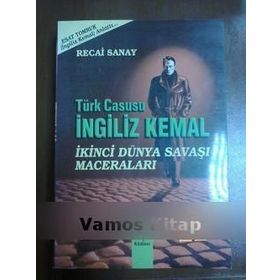 ESAT TOMRUK
İngiliz Kemali Anlattı...
RECAİ SANAY
Türk Casusu
İNGİLİZ KEMAL
İKİNCİ DÜNYA SAVAŞI
MACERALARI
Vamos Kitap